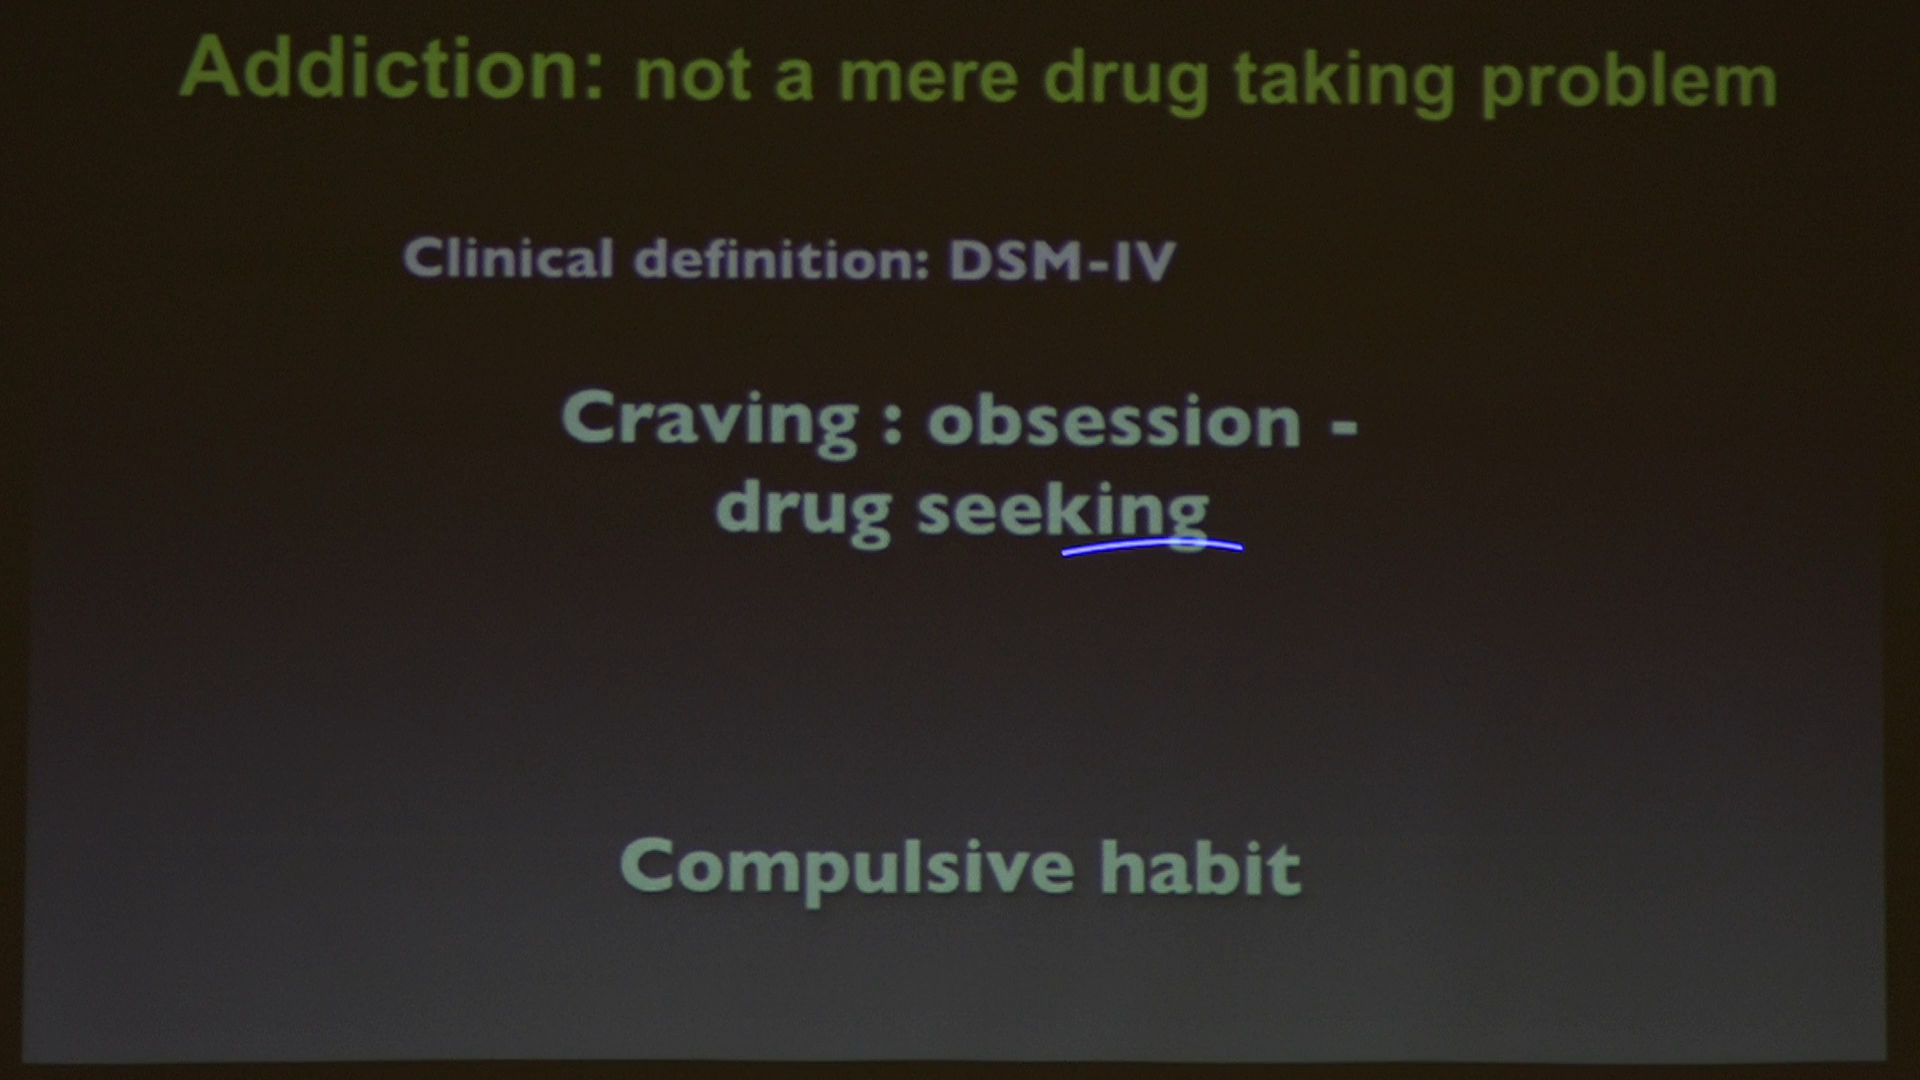 Addiction: not a mere drug taking problem
Clinical definition: DSM-IV
Craving : obsession -
drug seeking
Compulsive habit